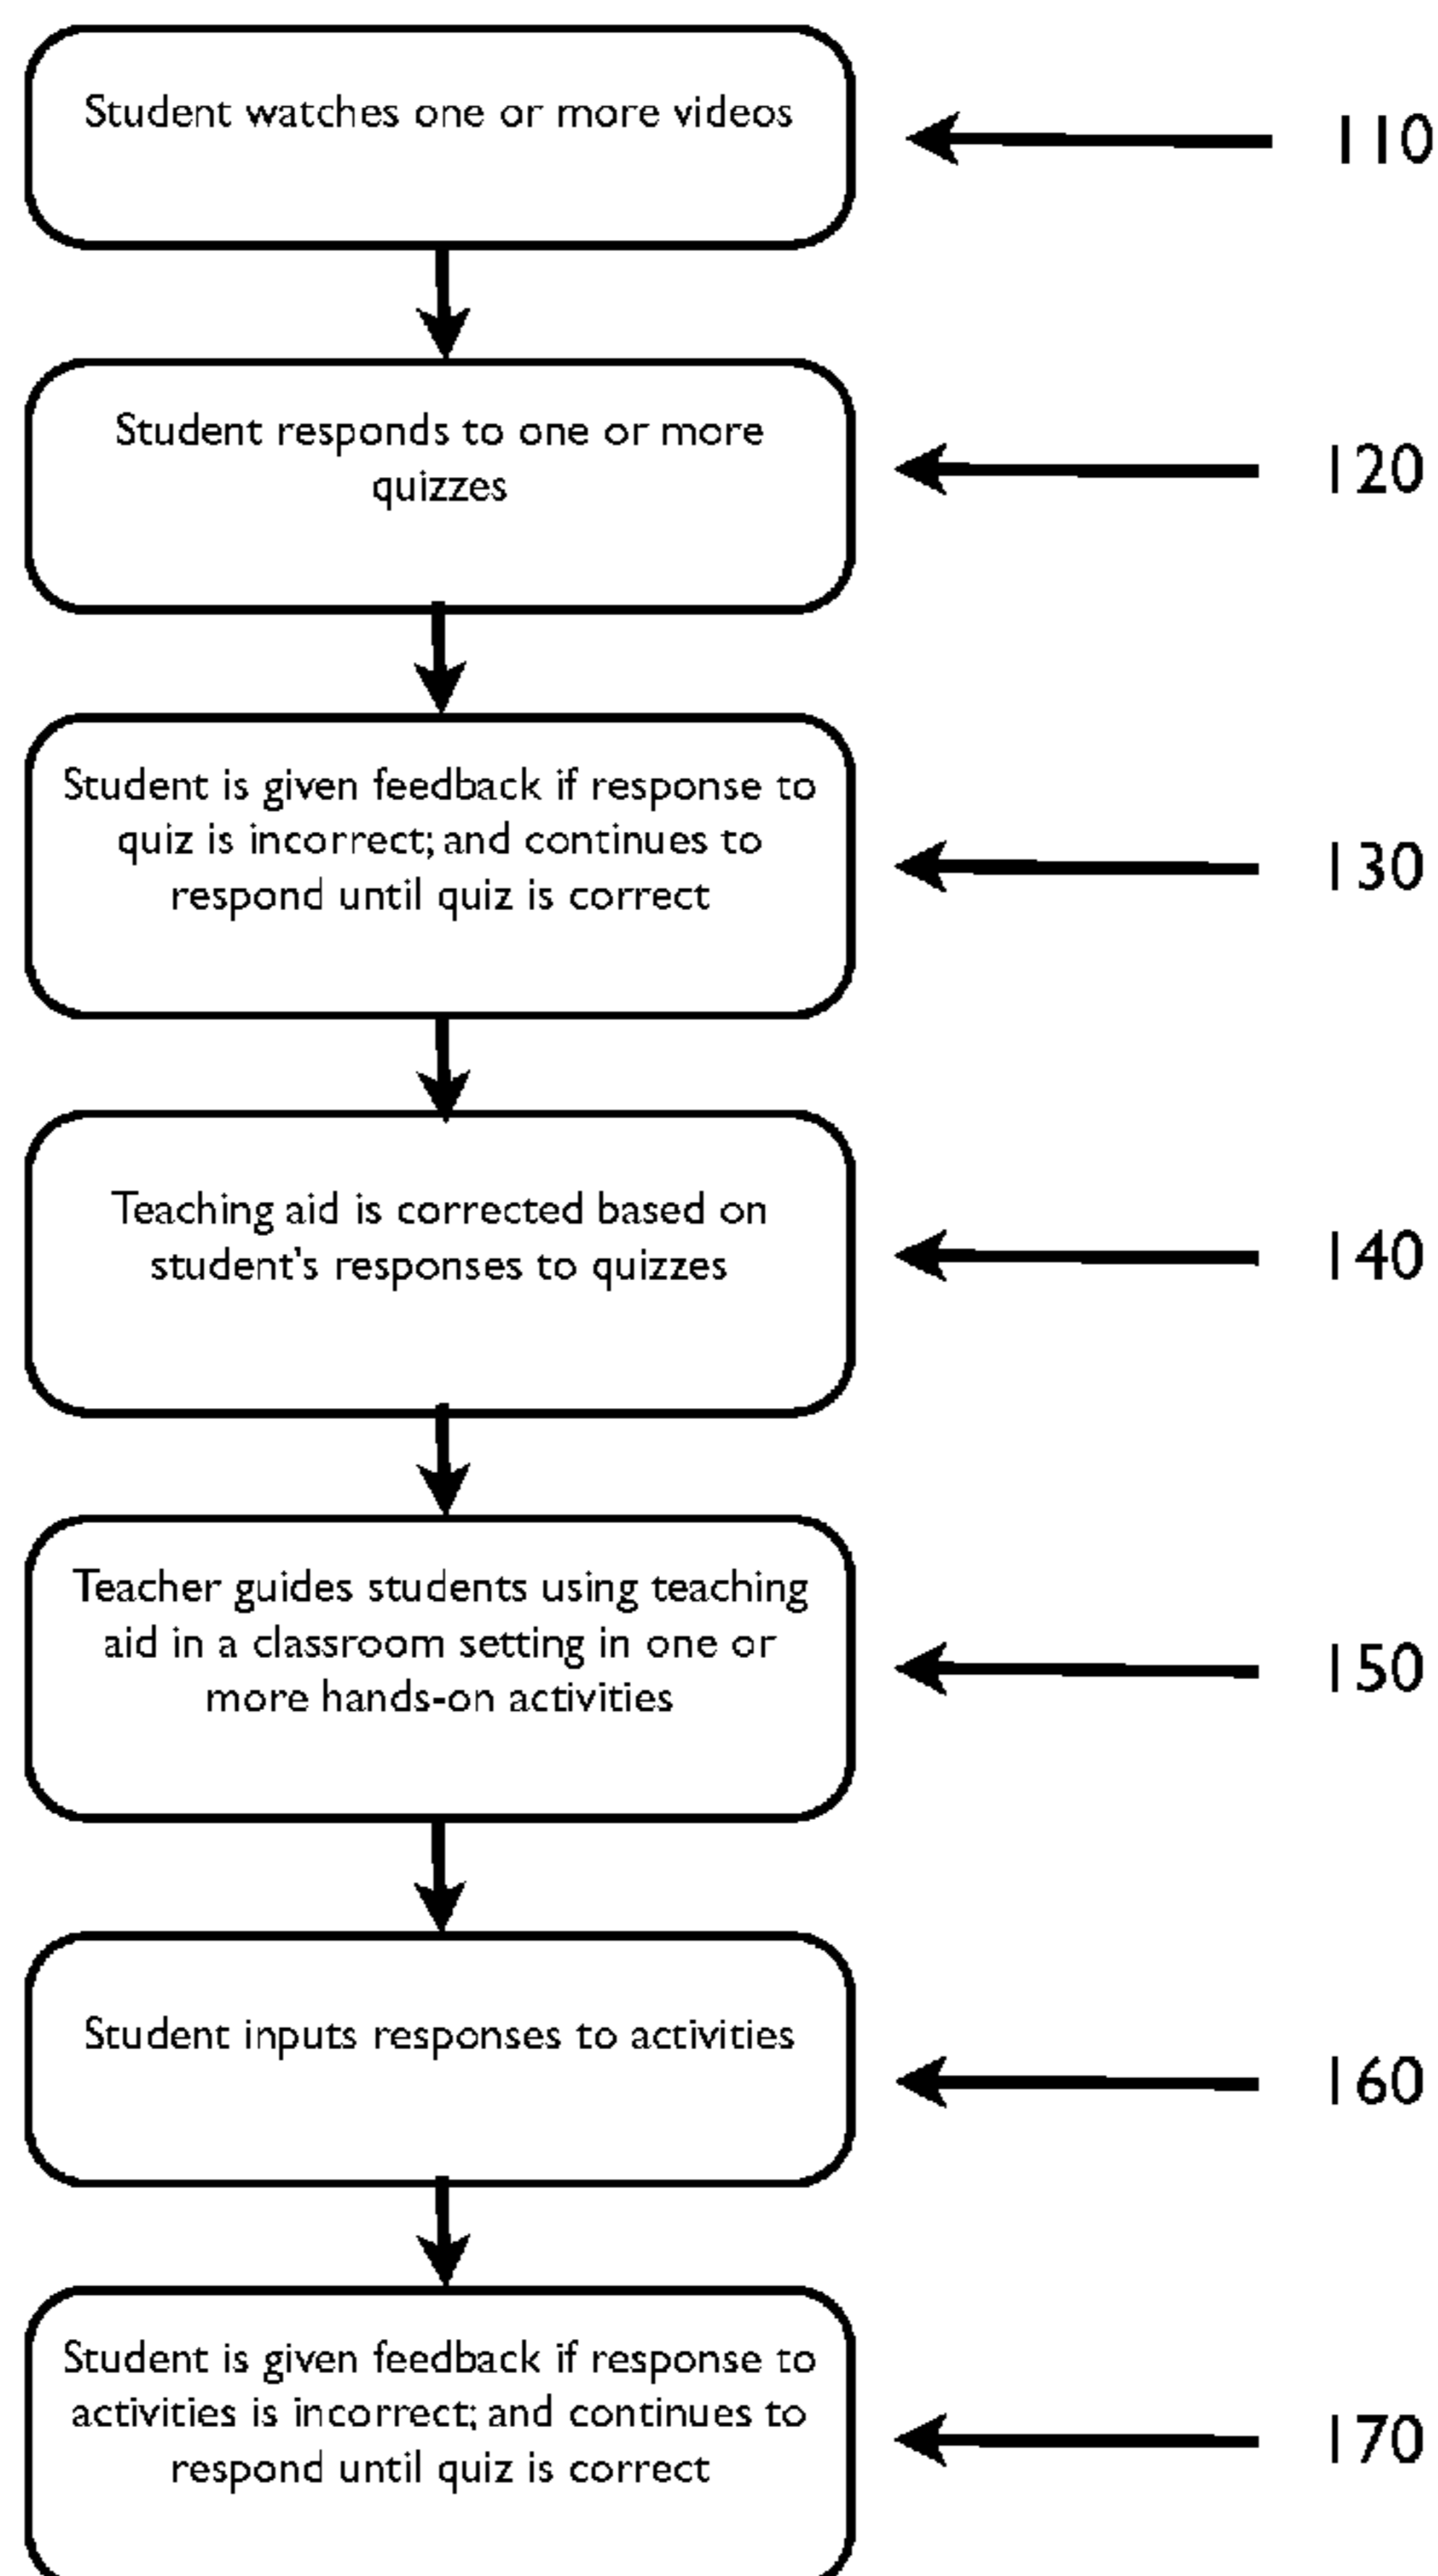 Student watches one or more videos
110
Student responds to one or more
quizzes
120
Student is given feedback if response to
quiz is incorrect; and continues to
respond until quiz is correct
130
Teaching aid is corrected based on
student's responses to quizzes
140
Teacher guides students using teaching
aid in a classroom setting in one or
more hands-on activities
150
Student inputs responses to activities
160
Student is given feedback if response to
activities is incorrect; and continues to
respond until quiz is correct
170